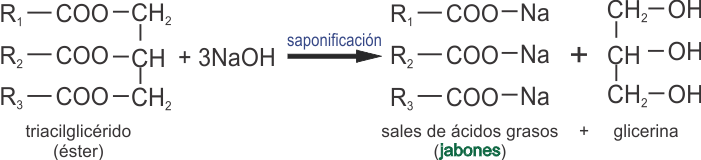 R₁—COO—CH₂ R₁—COO—Na CH₂—OH
saponificación
R₂—COO—CH + 3NaOH R₂—COO—Na + CH—OH
R₃—COO—CH₂ R₃—COO—Na CH₂—OH
triacilglicérido sales de ácidos grasos + glicerina
(éster) (jabones)